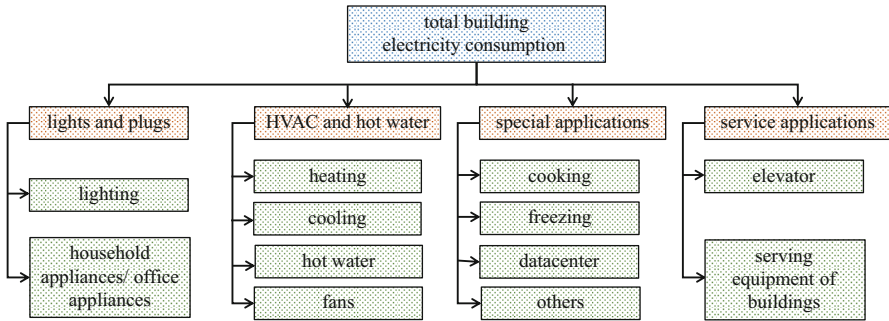 total building
electricity consumption
lights and plugs
HVAC and hot water
special applications
service applications
lighting
household
appliances/ office
appliances
heating
cooling
hot water
fans
cooking
freezing
datacenter
others
elevator
serving
equipment of
buildings